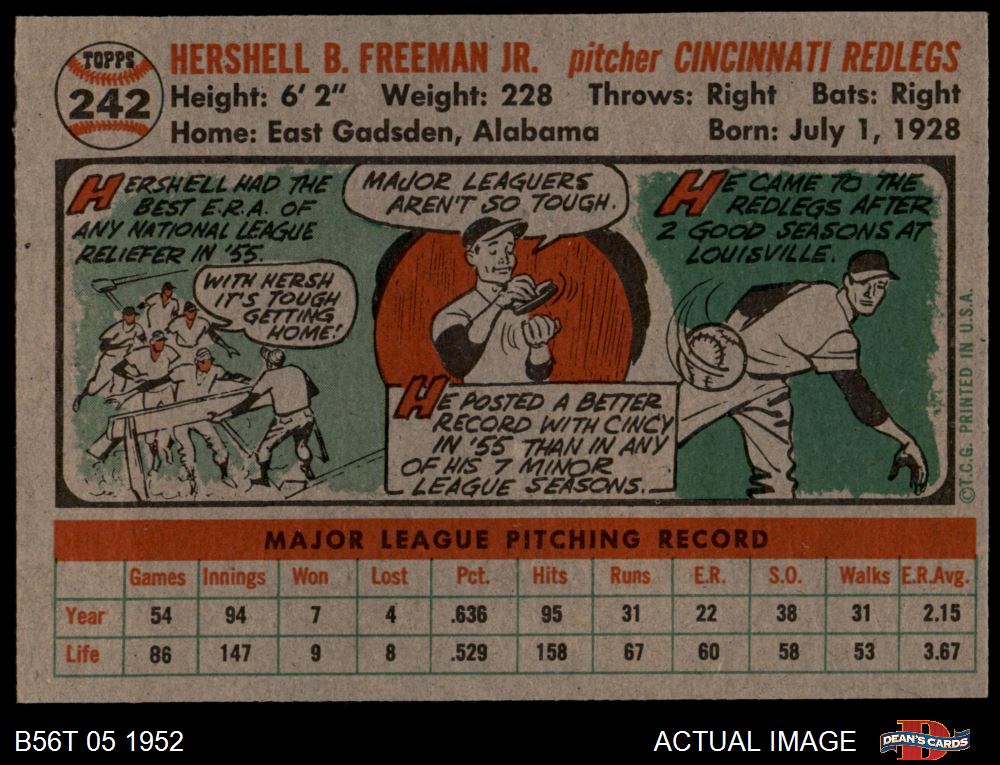 TOPPS
242
HERSHELL B. FREEMAN JR. pitcher CINCINNATI REDLEGS
Height: 6' 2" Weight: 228 Throws: Right Bats: Right
Home: East Gadsden, Alabama Born: July 1, 1928
HERSHELL HAD THE
BEST E.R.A. OF
ANY NATIONAL LEAGUE
RELIEFER IN '55.
WITH HERSH
IT'S TOUGH
GETTING
HOME!
MAJOR LEAGUERS
AREN'T SO TOUGH.
HE POSTED A BETTER
RECORD WITH CINCY
IN '55 THAN IN ANY
OF HIS 7 MINOR
LEAGUE SEASONS.
HE CAME TO THE
REDLEGS AFTER
2 GOOD SEASONS AT
LOUISVILLE.
©T.C.G. PRINTED IN U.S.A.
MAJOR LEAGUE PITCHING RECORD
Games Innings Won Lost Pct. Hits Runs E.R. S.O. Walks E.R.Avg.
Year 54 94 7 4 .636 95 31 22 38 31 2.15
Life 86 147 9 8 .529 158 67 60 58 53 3.67
B56T 05 1952 ACTUAL IMAGE DEAN'S CARDS